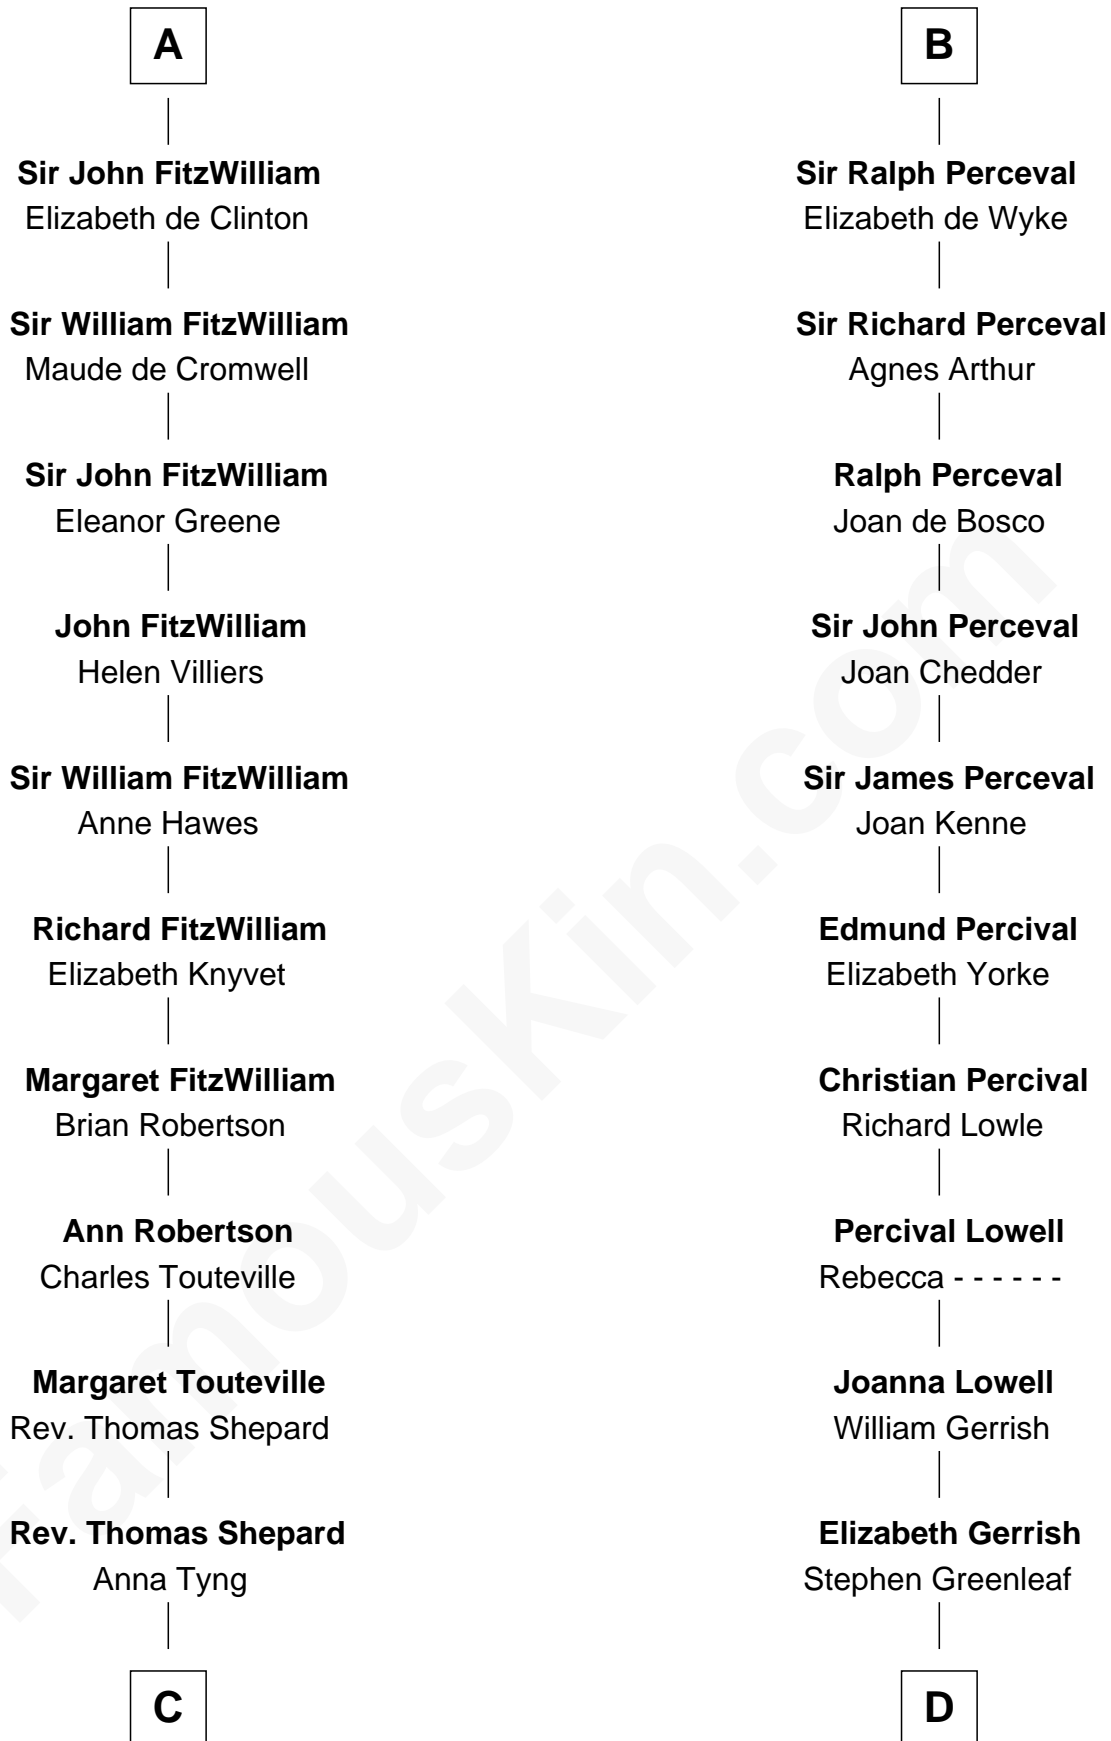 A
Sir John FitzWilliam
Elizabeth de Clinton
Sir William FitzWilliam
Maude de Cromwell
Sir John FitzWilliam
Eleanor Greene
John FitzWilliam
Helen Villiers
Sir William FitzWilliam
Anne Hawes
Richard FitzWilliam
Elizabeth Knyvet
Margaret FitzWilliam
Brian Robertson
Ann Robertson
Charles Touteville
Margaret Touteville
Rev. Thomas Shepard
Rev. Thomas Shepard
Anna Tyng
C
B
Sir Ralph Perceval
Elizabeth de Wyke
Sir Richard Perceval
Agnes Arthur
Ralph Perceval
Joan de Bosco
Sir John Perceval
Joan Chedder
Sir James Perceval
Joan Kenne
Edmund Percival
Elizabeth Yorke
Christian Percival
Richard Lowle
Percival Lowell
Rebecca - - - - - -
Joanna Lowell
William Gerrish
Elizabeth Gerrish
Stephen Greenleaf
D
FamousKin.com